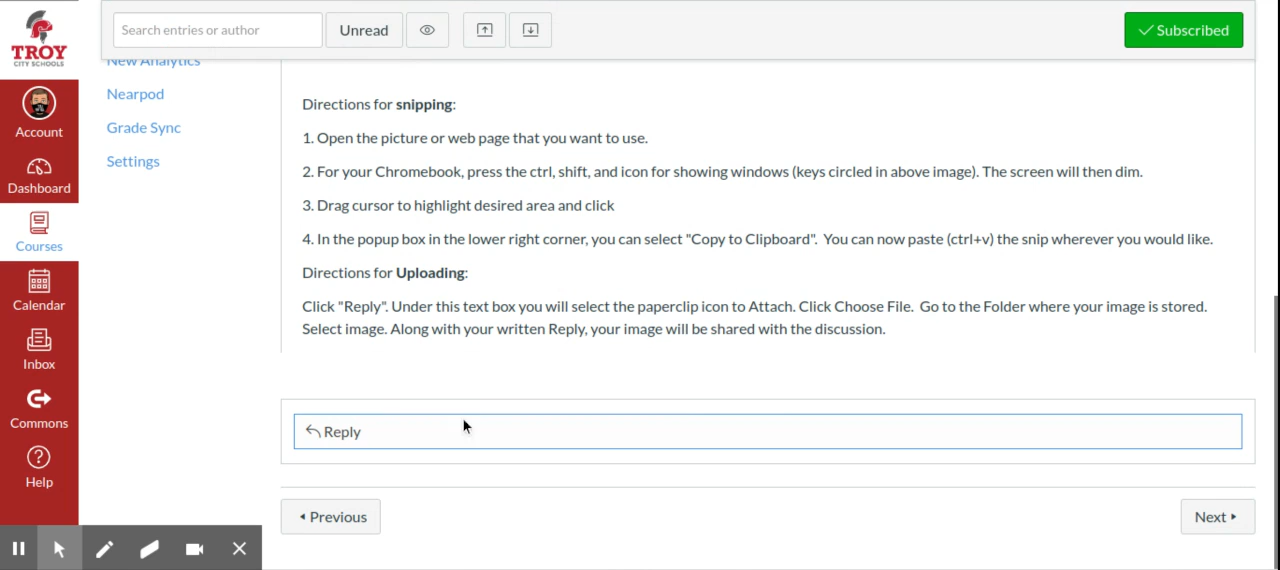 TROY
CITY SCHOOLS
Account
Dashboard
Courses
Calendar
Inbox
Commons
Help
Search entries or author
Unread
Subscribed
New Analytics
Nearpod
Grade Sync
Settings
Directions for snipping:
1. Open the picture or web page that you want to use.
2. For your Chromebook, press the ctrl, shift, and icon for showing windows (keys circled in above image). The screen will then dim.
3. Drag cursor to highlight desired area and click
4. In the popup box in the lower right corner, you can select "Copy to Clipboard". You can now paste (ctrl+v) the snip wherever you would like.
Directions for Uploading:
Click "Reply". Under this text box you will select the paperclip icon to Attach. Click Choose File. Go to the Folder where your image is stored.
Select image. Along with your written Reply, your image will be shared with the discussion.
Reply
Previous
Next